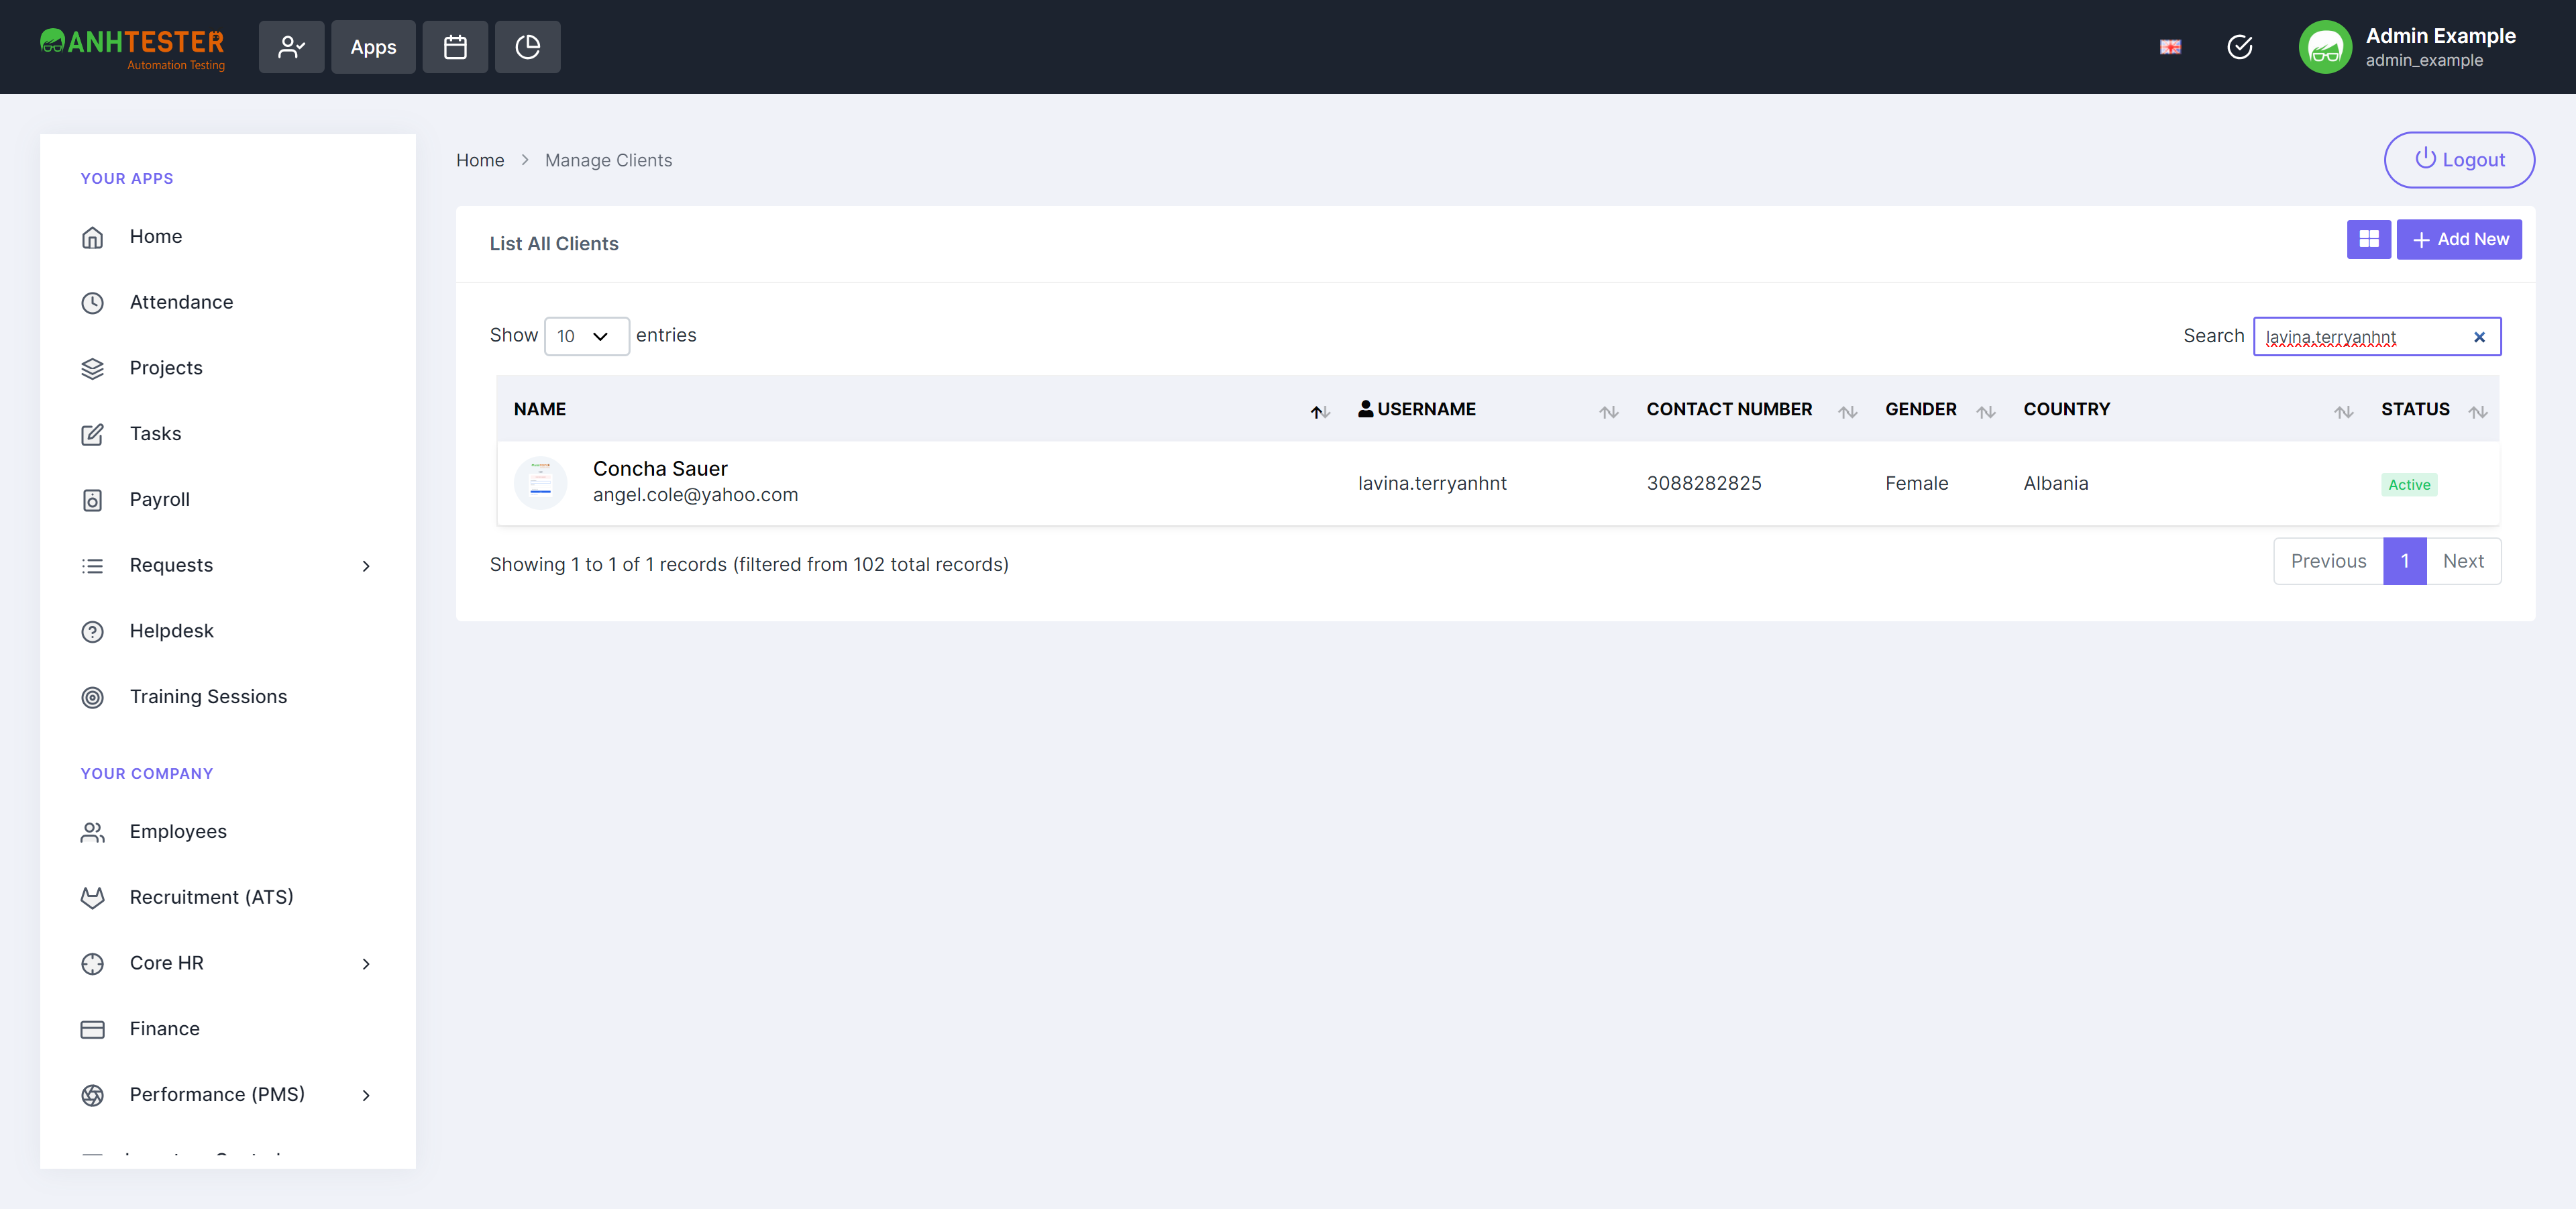 ANHTESTER
Automation Testing
Apps
Admin Example
admin_example
YOUR APPS
Home
Attendance
Projects
Tasks
Payroll
Requests
Helpdesk
Training Sessions
YOUR COMPANY
Employees
Recruitment (ATS)
Core HR
Finance
Performance (PMS)
Home > Manage Clients
Logout
List All Clients
Add New
Show 10 entries
Search lavina.terryanhnt ×
NAME USERNAME CONTACT NUMBER GENDER COUNTRY STATUS
Concha Sauer
angel.cole@yahoo.com
lavina.terryanhnt 3088282825 Female Albania Active
Showing 1 to 1 of 1 records (filtered from 102 total records)
Previous 1 Next